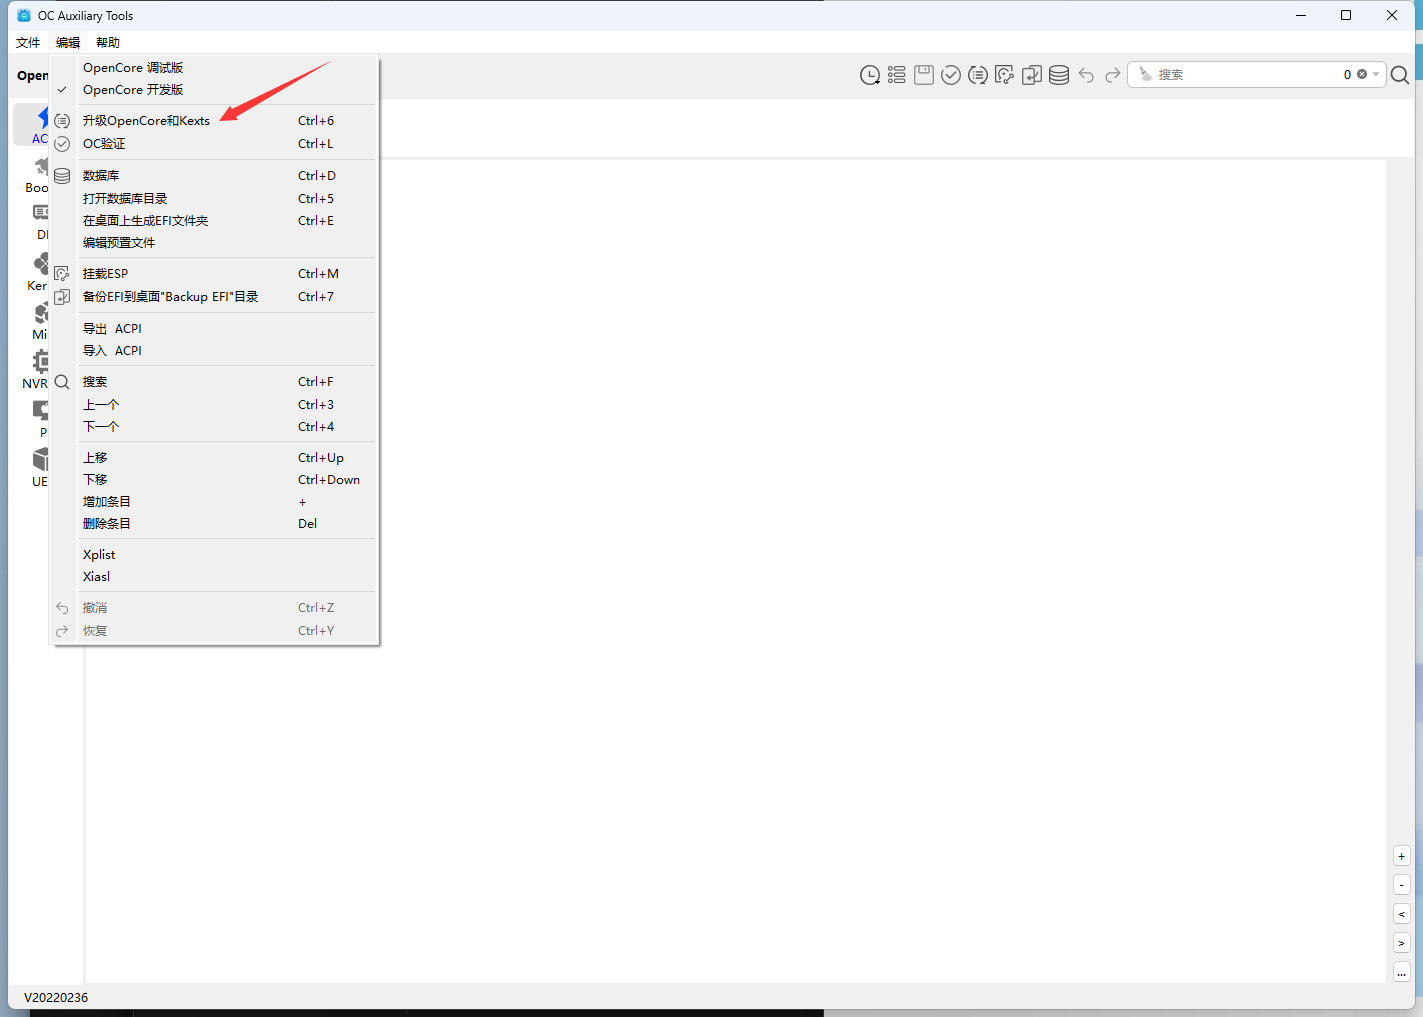 OC Auxiliary Tools
文件 编辑 帮助
Open
搜索 0
OpenCore 调试版
OpenCore 开发版
升级OpenCore和Kexts Ctrl+6
OC验证 Ctrl+L
数据库 Ctrl+D
打开数据库目录 Ctrl+5
在桌面上生成EFI文件夹 Ctrl+E
编辑预置文件
挂载ESP Ctrl+M
备份EFI到桌面"Backup EFI"目录 Ctrl+7
导出 ACPI
导入 ACPI
搜索 Ctrl+F
上一个 Ctrl+3
下一个 Ctrl+4
上移 Ctrl+Up
下移 Ctrl+Down
增加条目 +
删除条目 Del
Xplist
Xiasl
撤消 Ctrl+Z
恢复 Ctrl+Y
AC
Boo
DI
Ker
Mi
NVR
P
UE
+
-
<
>
...
V20220236